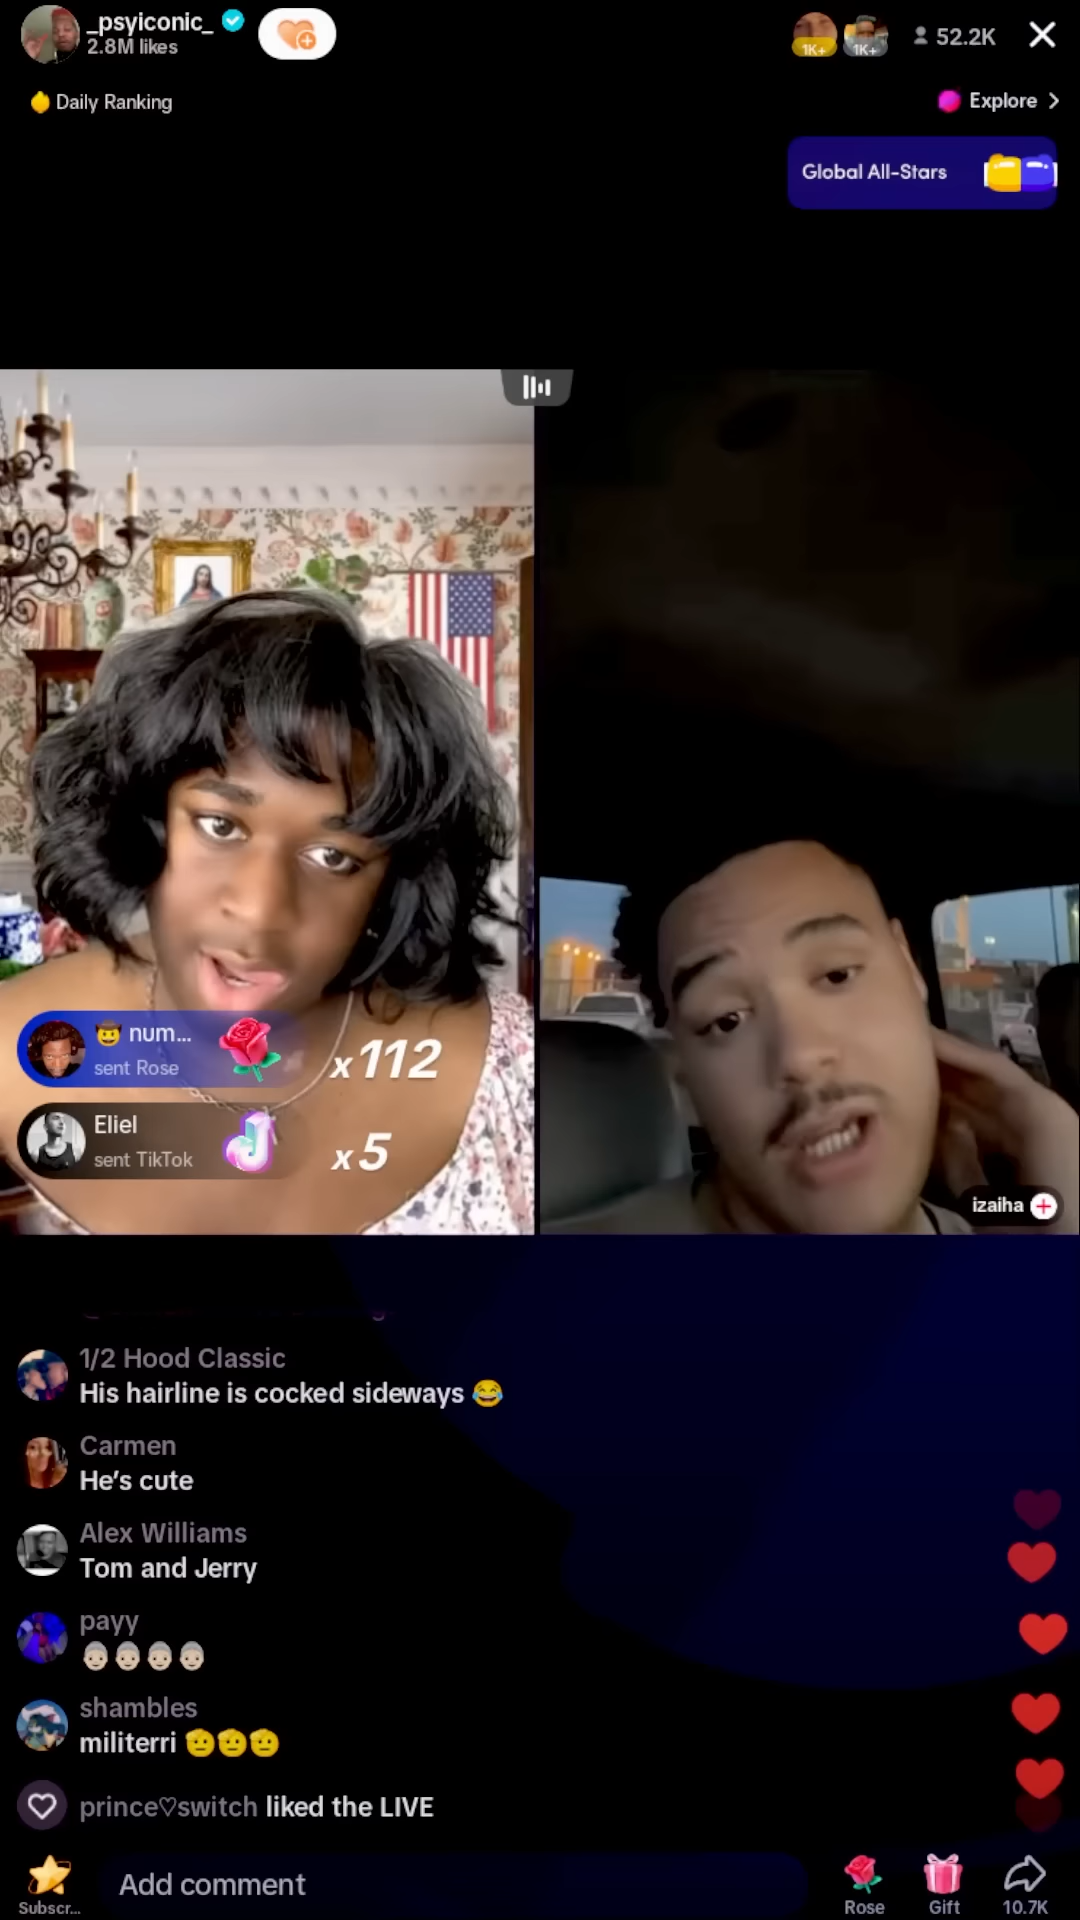 _psyiconic_
2.8M likes
1K+
1K+
52.2K
Daily Ranking
Explore
Global All-Stars
🤠 num...
sent Rose
x112
Eliel
sent TikTok
x5
izaiha
1/2 Hood Classic
His hairline is cocked sideways 😂
Carmen
He’s cute
Alex Williams
Tom and Jerry
payy
👵🏼👵🏼👵🏼👵🏼
shambles
militerri 🫡🫡🫡
prince♡switch liked the LIVE
Add comment
Subscr...
Rose
Gift
10.7K